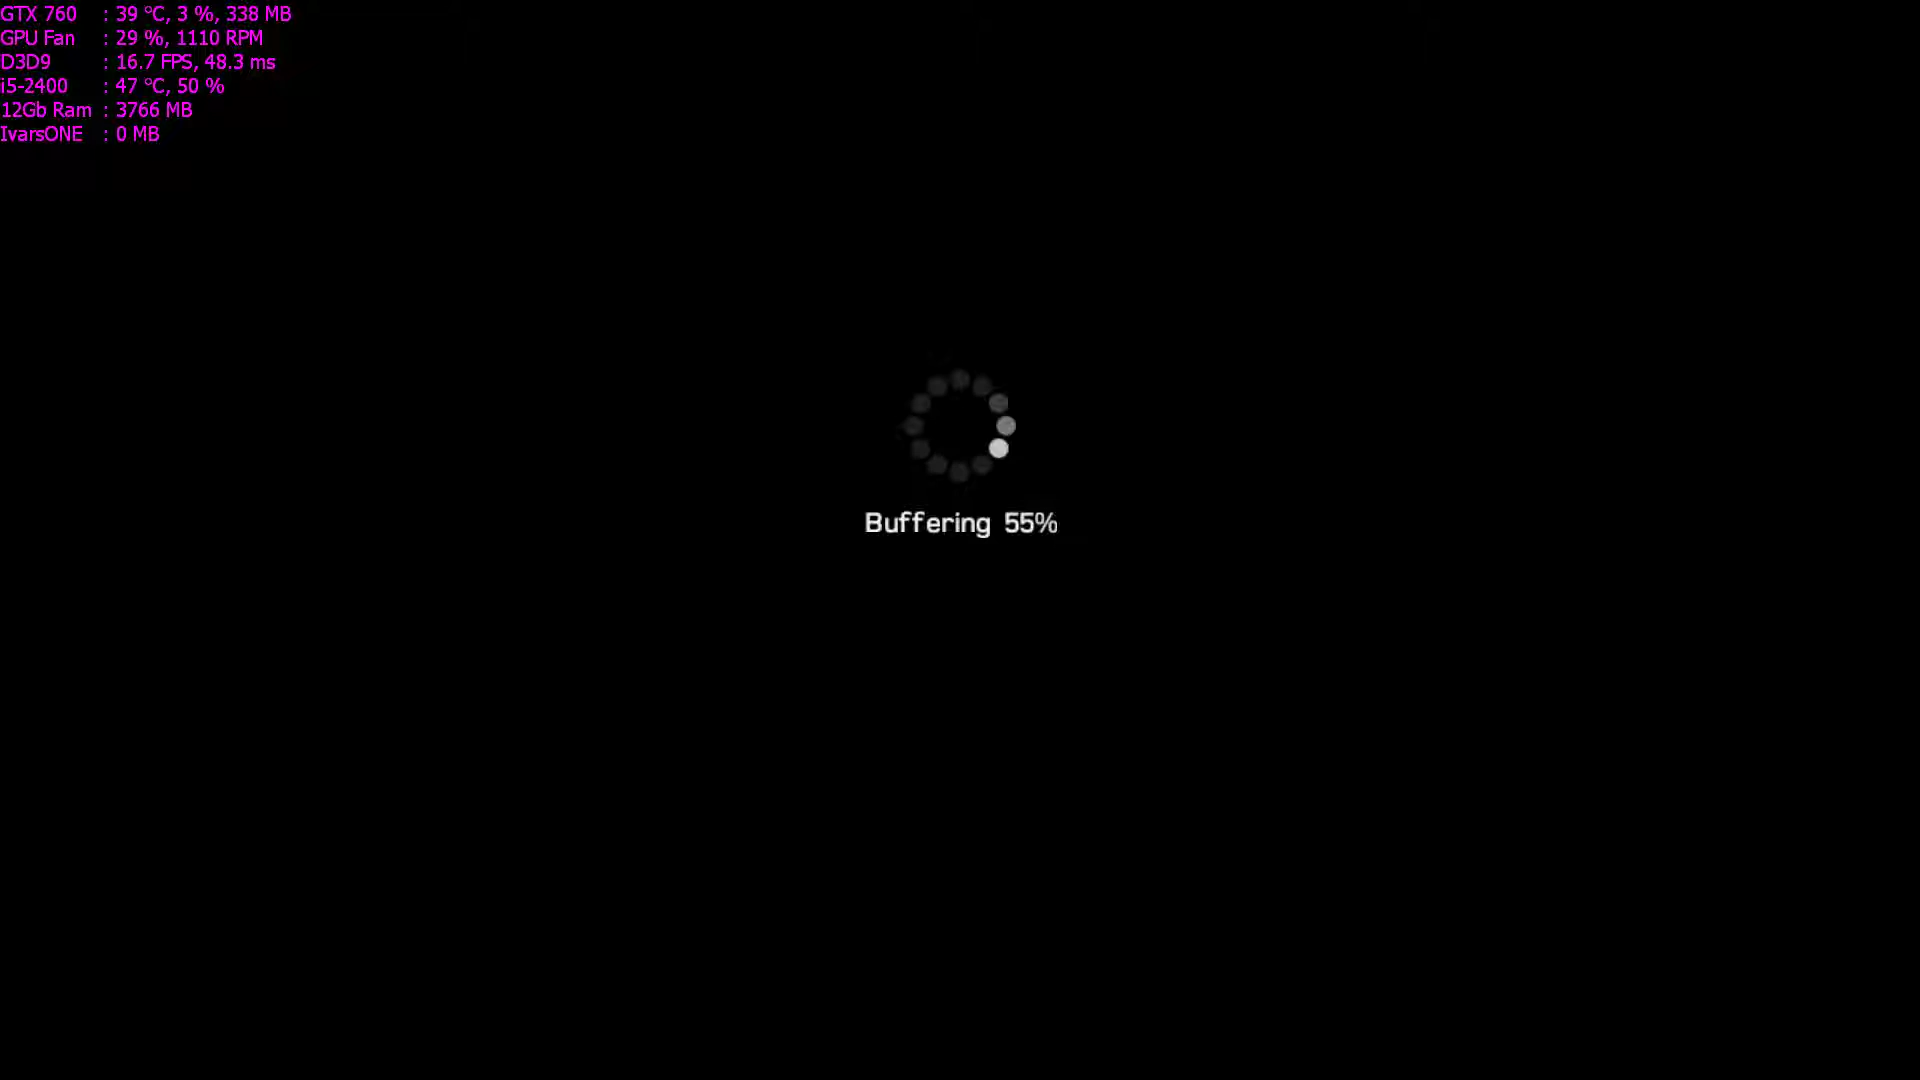 GTX 760 : 39 °C, 3 %, 338 MB
GPU Fan : 29 %, 1110 RPM
D3D9 : 16.7 FPS, 48.3 ms
i5-2400 : 47 °C, 50 %
12Gb Ram : 3766 MB
IvarsONE : 0 MB
Buffering 55%